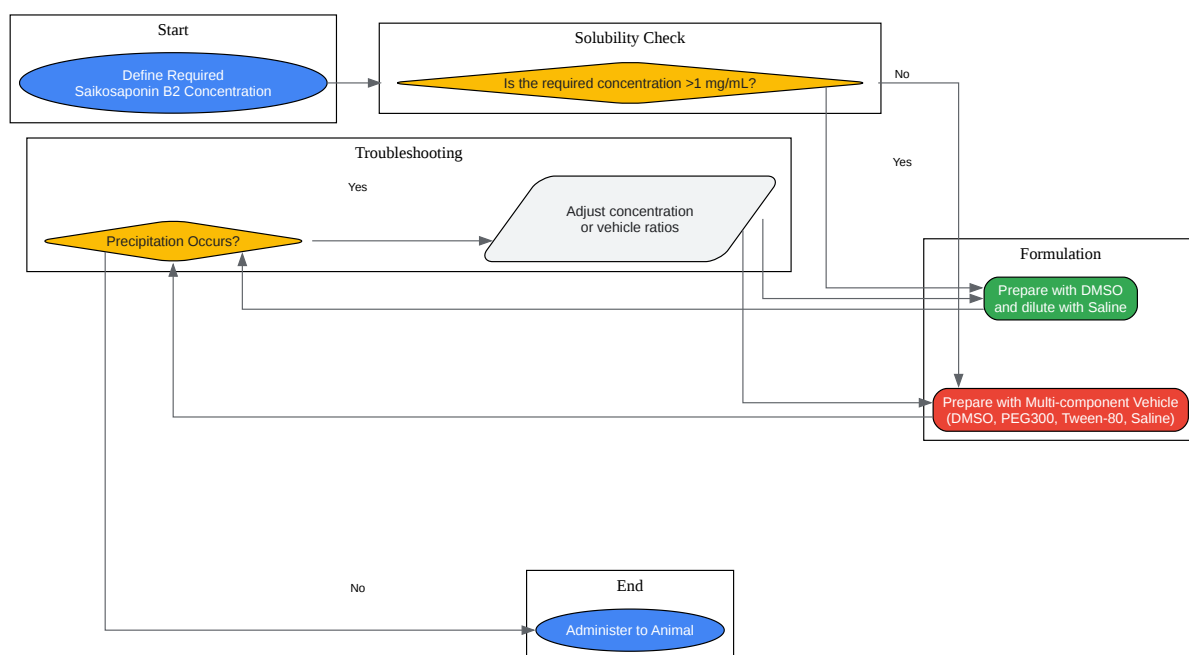 Start
Define Required
Saikosaponin B2 Concentration
Solubility Check
Is the required concentration >1 mg/mL?
No
Yes
Troubleshooting
Yes
Precipitation Occurs?
Adjust concentration
or vehicle ratios
Formulation
Prepare with DMSO
and dilute with Saline
Prepare with Multi-component Vehicle
(DMSO, PEG300, Tween-80, Saline)
No
End
Administer to Animal